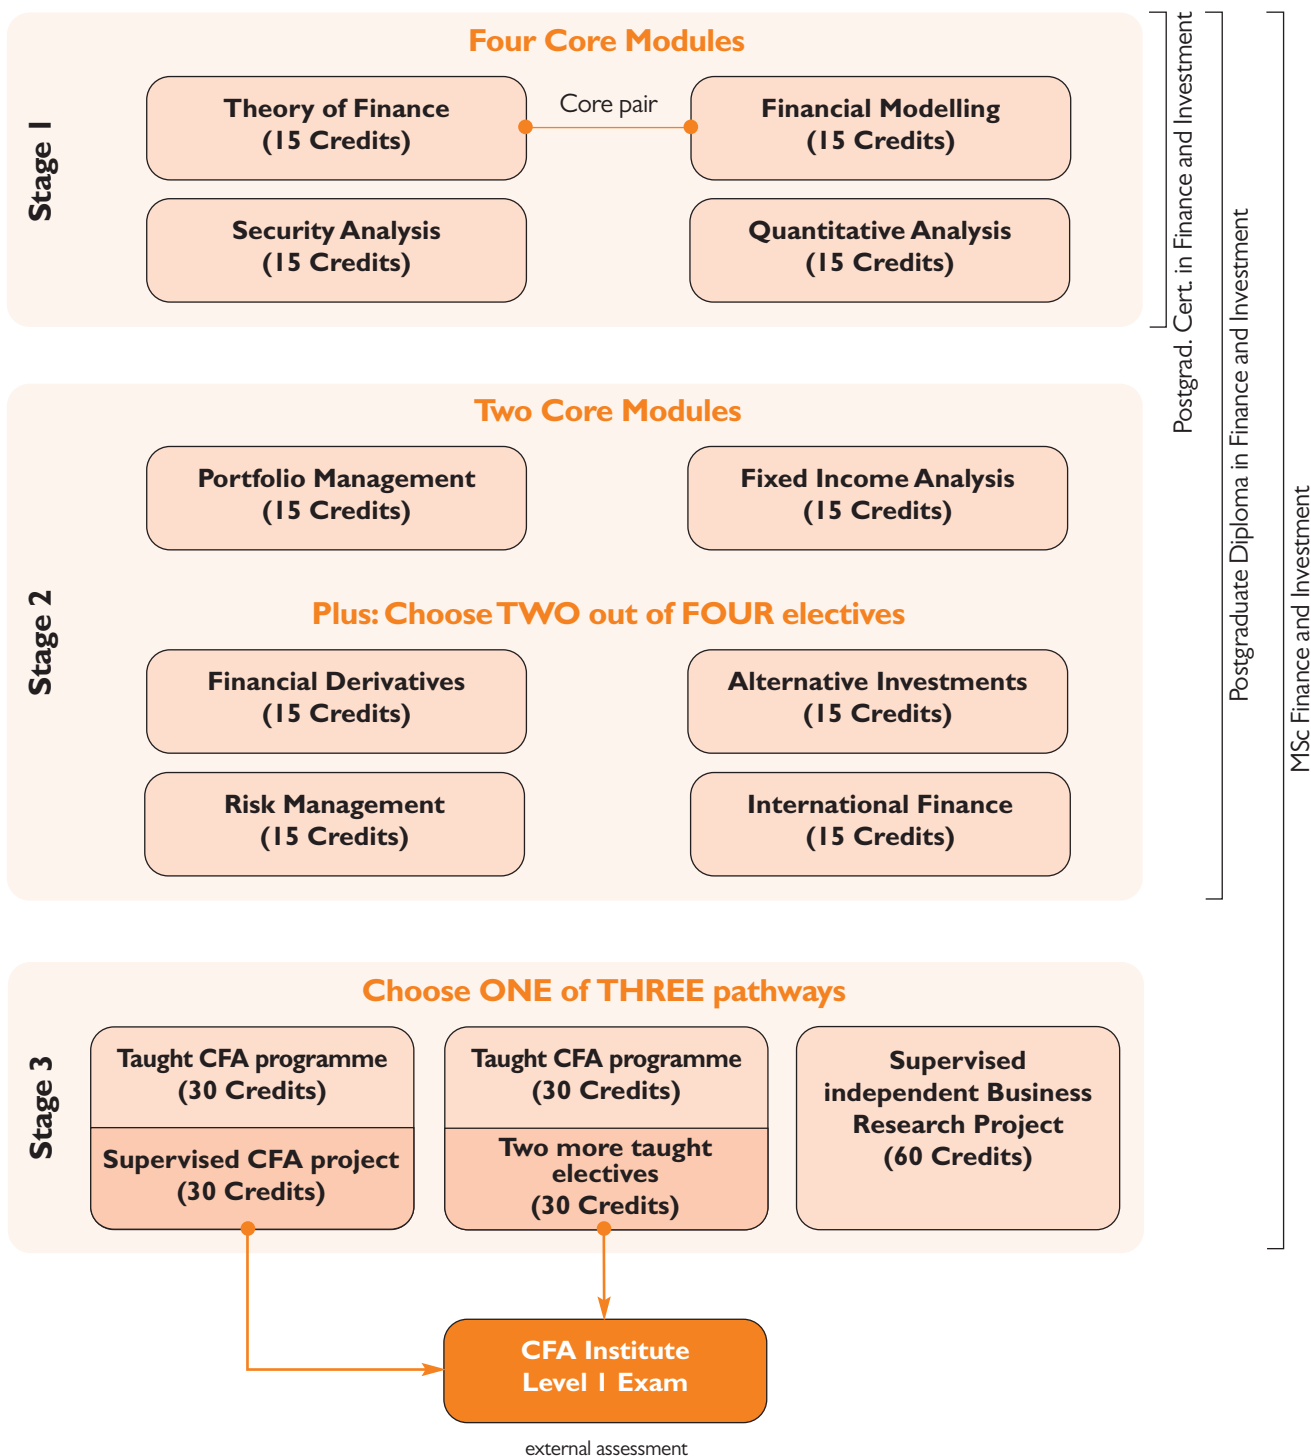 Four Core Modules
Stage 1
Theory of Finance
(15 Credits)
Core pair
Financial Modelling
(15 Credits)
Security Analysis
(15 Credits)
Quantitative Analysis
(15 Credits)
Postgrad. Cert. in Finance and Investment
Postgraduate Diploma in Finance and Investment
MSc Finance and Investment
Two Core Modules
Stage 2
Portfolio Management
(15 Credits)
Fixed Income Analysis
(15 Credits)
Plus: Choose TWO out of FOUR electives
Financial Derivatives
(15 Credits)
Alternative Investments
(15 Credits)
Risk Management
(15 Credits)
International Finance
(15 Credits)
Choose ONE of THREE pathways
Stage 3
Taught CFA programme
(30 Credits)
Supervised CFA project
(30 Credits)
Taught CFA programme
(30 Credits)
Two more taught
electives
(30 Credits)
Supervised
independent Business
Research Project
(60 Credits)
CFA Institute
Level 1 Exam
external assessment